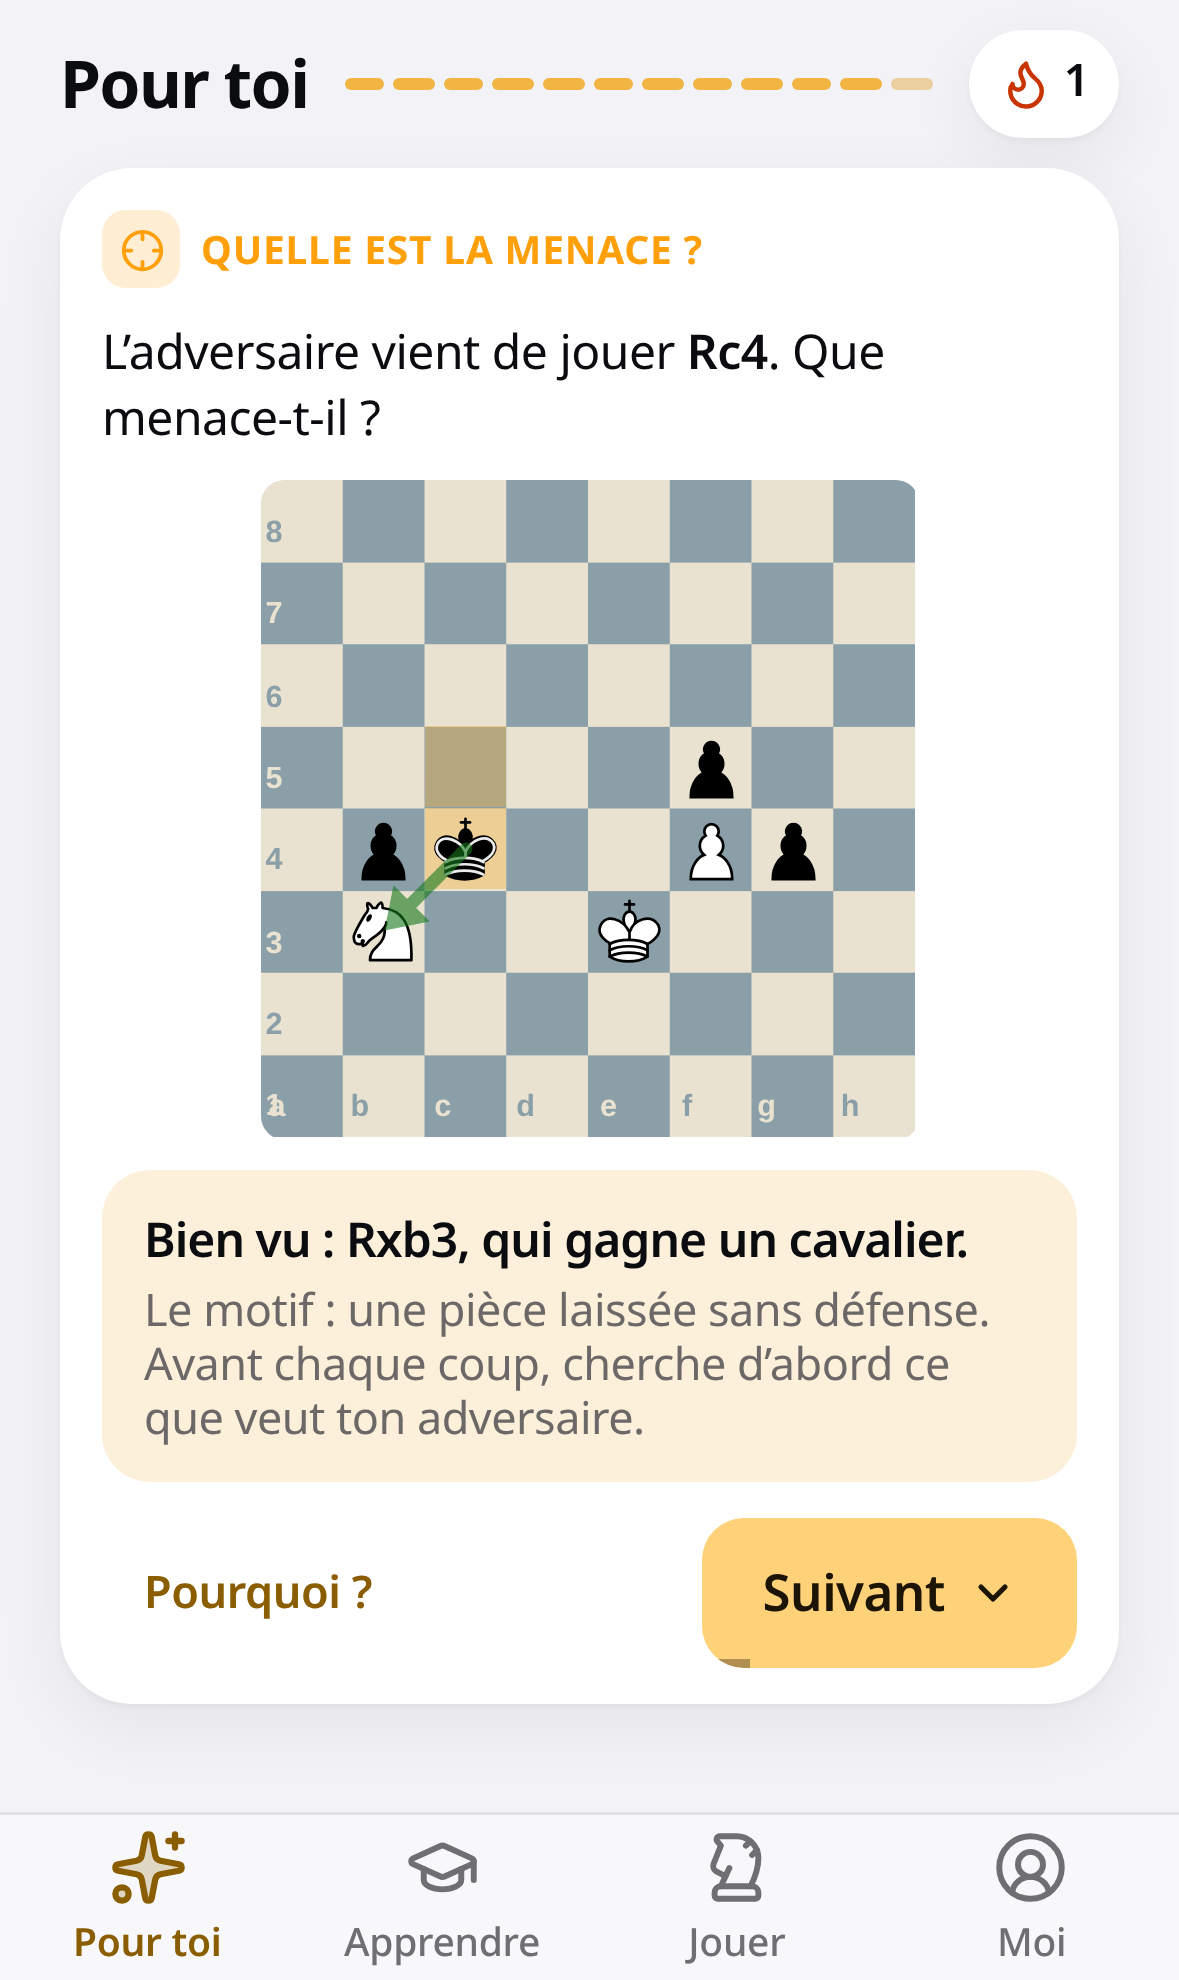 Pour toi
1
QUELLE EST LA MENACE ?
L’adversaire vient de jouer Rc4. Que
menace-t-il ?
8
7
6
5
4
3
2
1
a b c d e f g h
Bien vu : Rxb3, qui gagne un cavalier.
Le motif : une pièce laissée sans défense.
Avant chaque coup, cherche d’abord ce
que veut ton adversaire.
Pourquoi ?
Suivant
Pour toi
Apprendre
Jouer
Moi